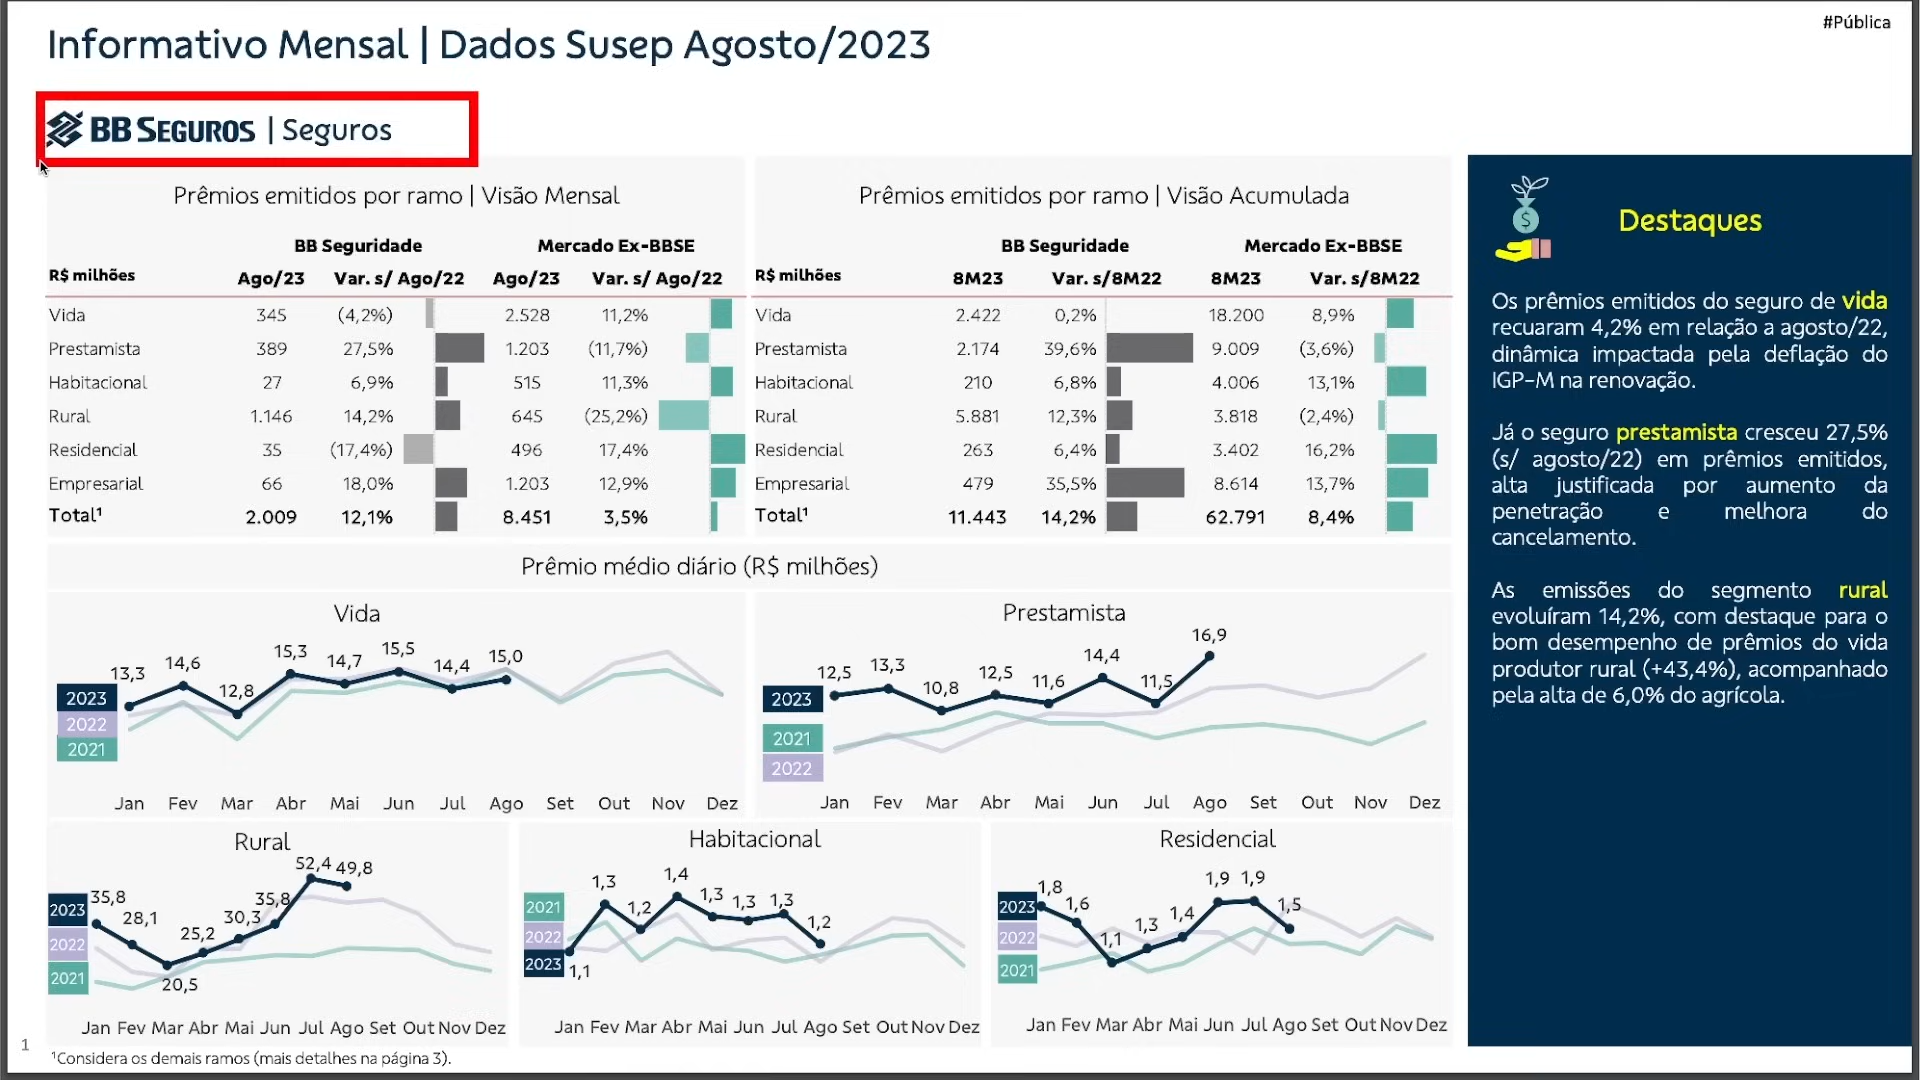 #Pública
Informativo Mensal | Dados Susep Agosto/2023
BB SEGUROS | Seguros
Prêmios emitidos por ramo | Visão Mensal
BB Seguridade Mercado Ex-BBSE
R$ milhões Ago/23 Var. s/ Ago/22 Ago/23 Var. s/ Ago/22
Vida 345 (4,2%) 2.528 11,2%
Prestamista 389 27,5% 1.203 (11,7%)
Habitacional 27 6,9% 515 11,3%
Rural 1.146 14,2% 645 (25,2%)
Residencial 35 (17,4%) 496 17,4%
Empresarial 66 18,0% 1.203 12,9%
Total¹ 2.009 12,1% 8.451 3,5%
Prêmios emitidos por ramo | Visão Acumulada
BB Seguridade Mercado Ex-BBSE
R$ milhões 8M23 Var. s/8M22 8M23 Var. s/8M22
Vida 2.422 0,2% 18.200 8,9%
Prestamista 2.174 39,6% 9.009 (3,6%)
Habitacional 210 6,8% 4.006 13,1%
Rural 5.881 12,3% 3.818 (2,4%)
Residencial 263 6,4% 3.402 16,2%
Empresarial 479 35,5% 8.614 13,7%
Total¹ 11.443 14,2% 62.791 8,4%
Prêmio médio diário (R$ milhões)
Vida
13,3 14,6 12,8 15,3 14,7 15,5 14,4 15,0
2023
2022
2021
Jan Fev Mar Abr Mai Jun Jul Ago Set Out Nov Dez
Prestamista
12,5 13,3 10,8 12,5 11,6 14,4 11,5 16,9
2023
2021
2022
Jan Fev Mar Abr Mai Jun Jul Ago Set Out Nov Dez
Rural
35,8 28,1 20,5 25,2 30,3 35,8 52,4 49,8
2023
2022
2021
Jan Fev Mar Abr Mai Jun Jul Ago Set Out Nov Dez
Habitacional
1,1 1,3 1,2 1,4 1,3 1,3 1,3 1,2
2021
2022
2023
Jan Fev Mar Abr Mai Jun Jul Ago Set Out Nov Dez
Residencial
1,8 1,6 1,1 1,3 1,4 1,9 1,9 1,5
2023
2022
2021
Jan Fev Mar Abr Mai Jun Jul Ago Set Out Nov Dez
Destaques
Os prêmios emitidos do seguro de vida
recuaram 4,2% em relação a agosto/22,
dinâmica impactada pela deflação do
IGP-M na renovação.
Já o seguro prestamista cresceu 27,5%
(s/ agosto/22) em prêmios emitidos,
alta justificada por aumento da
penetração e melhora do
cancelamento.
As emissões do segmento rural
evoluíram 14,2%, com destaque para o
bom desempenho de prêmios do vida
produtor rural (+43,4%), acompanhado
pela alta de 6,0% do agrícola.
1
¹Considera os demais ramos (mais detalhes na página 3).